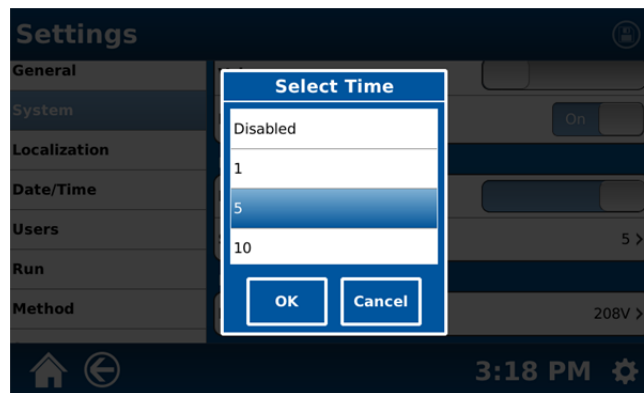 Settings
General
System
Localization
Date/Time
Users
Run
Method
Select Time
Disabled
1
5
10
OK
Cancel
On
5 >
208V >
3:18 PM